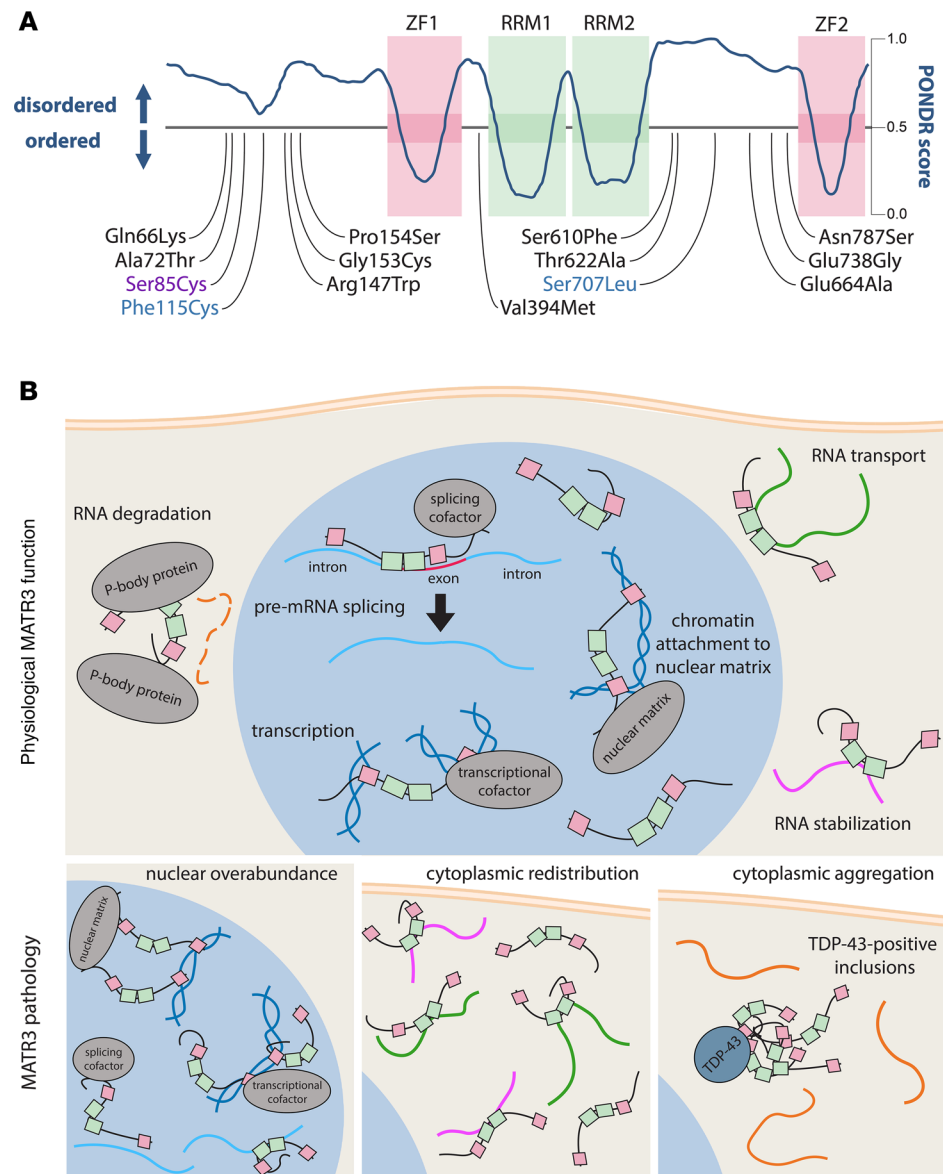 A
ZF1
RRM1
RRM2
ZF2
1.0
disordered
ordered
0.5
PONDR score
0.0
Gln66Lys
Ala72Thr
Ser85Cys
Phe115Cys
Pro154Ser
Gly153Cys
Arg147Trp
Val394Met
Ser610Phe
Thr622Ala
Ser707Leu
Asn787Ser
Glu738Gly
Glu664Ala
B
Physiological MATR3 function
RNA degradation
P-body protein
P-body protein
splicing
cofactor
intron
exon
intron
pre-mRNA splicing
transcription
transcriptional
cofactor
chromatin
attachment to
nuclear matrix
nuclear matrix
RNA transport
RNA stabilization
MATR3 pathology
nuclear overabundance
nuclear matrix
splicing
cofactor
transcriptional
cofactor
cytoplasmic redistribution
cytoplasmic aggregation
TDP-43-positive
inclusions
TDP-43